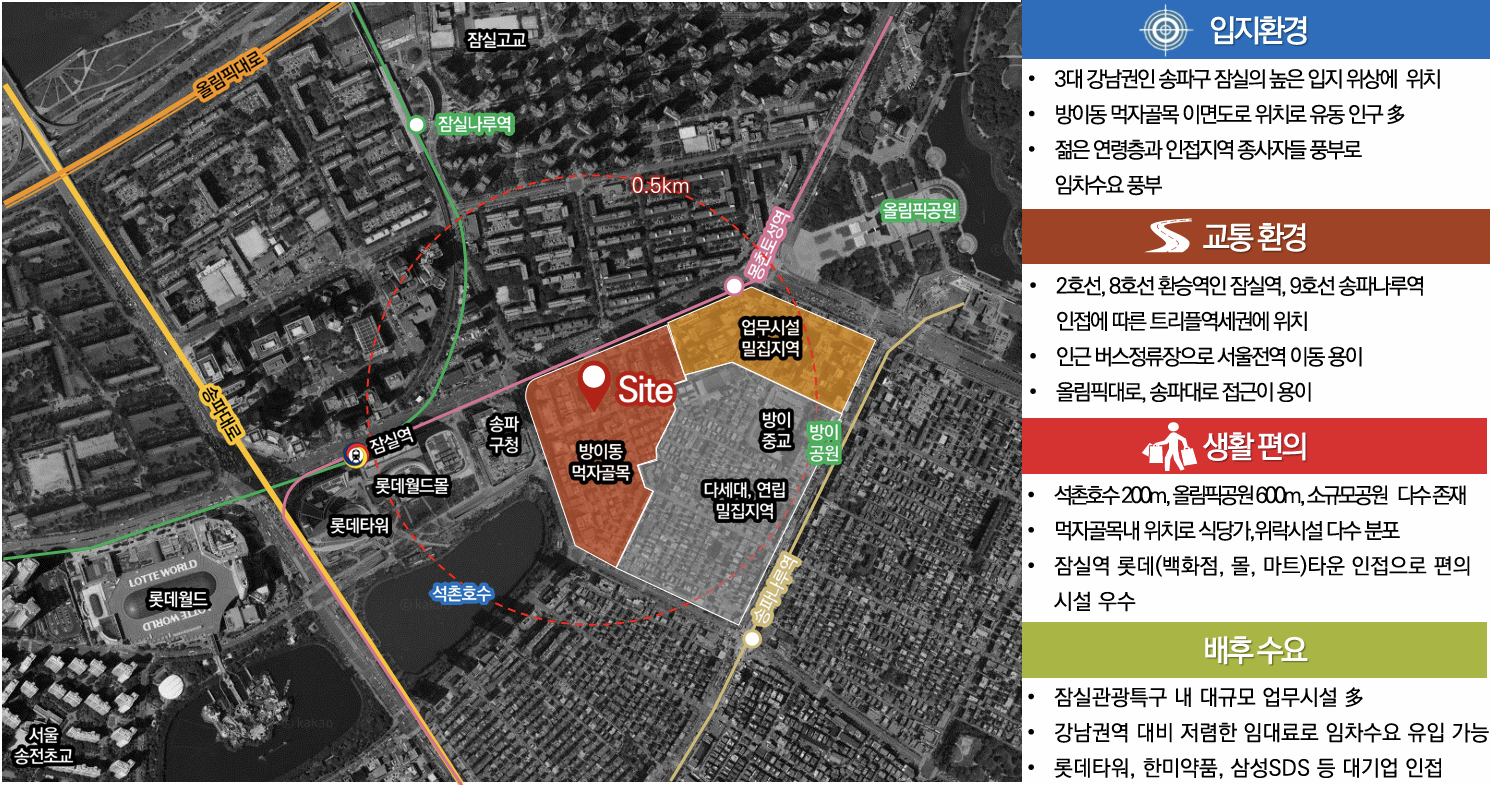 잠실고교
올림픽대로
잠실나루역
0.5km
올림픽공원
몽촌토성역
업무시설
밀집지역
송파대로
Site
잠실역
송파
구청
방이
중교
방이
공원
방이동
먹자골목
롯데월드몰
다세대, 연립
밀집지역
롯데타워
LOTTE WORLD
롯데월드
LOTTE WORLD
석촌호수
송파나루역
kakao
kakao
서울
송전초교
입지환경
• 3대 강남권인 송파구 잠실의 높은 입지 위상에 위치
• 방이동 먹자골목 이면도로 위치로 유동 인구 多
• 젊은 연령층과 인접지역 종사자들 풍부로
임차수요 풍부
교통 환경
• 2호선, 8호선 환승역인 잠실역, 9호선 송파나루역
인접에 따른 트리플역세권에 위치
• 인근 버스정류장으로 서울전역 이동 용이
• 올림픽대로, 송파대로 접근이 용이
생활 편의
• 석촌호수 200m, 올림픽공원 600m, 소규모공원 다수 존재
• 먹자골목내 위치로 식당가,위락시설 다수 분포
• 잠실역 롯데(백화점, 몰, 마트)타운 인접으로 편의
시설 우수
배후 수요
• 잠실관광특구 내 대규모 업무시설 多
• 강남권역 대비 저렴한 임대료로 임차수요 유입 가능
• 롯데타워, 한미약품, 삼성SDS 등 대기업 인접